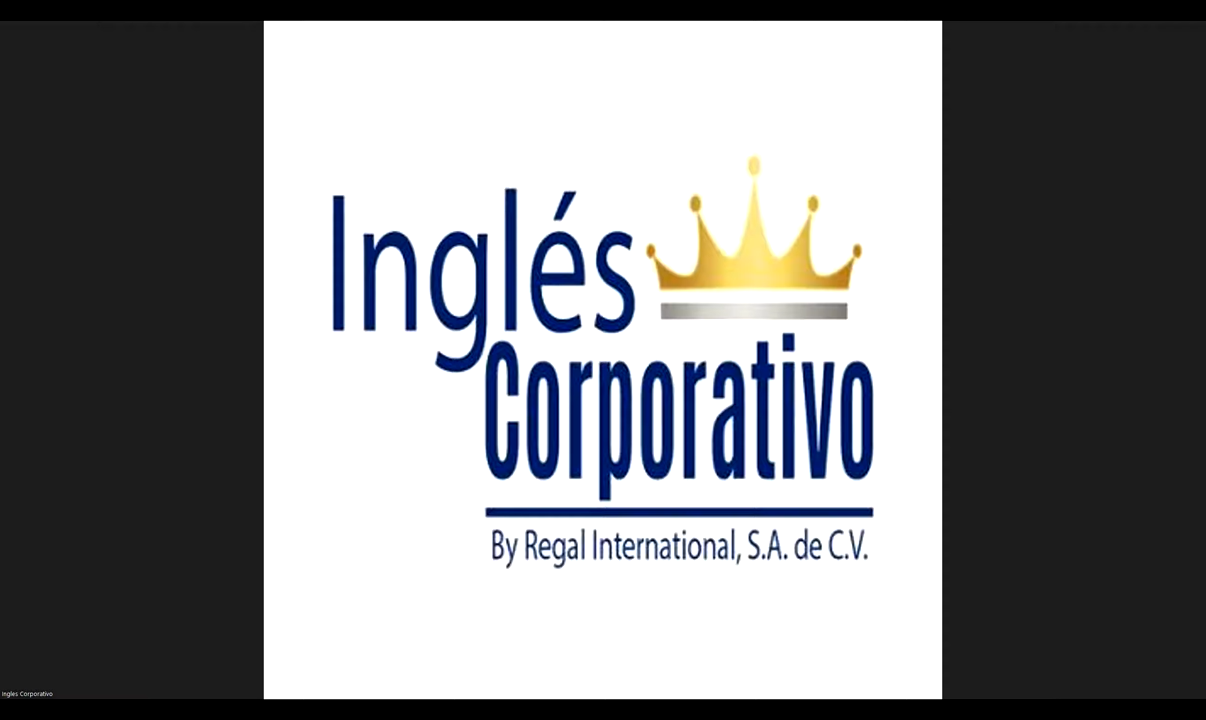 Inglés
Corporativo
By Regal International, S.A. de C.V.
Ingles Corporativo